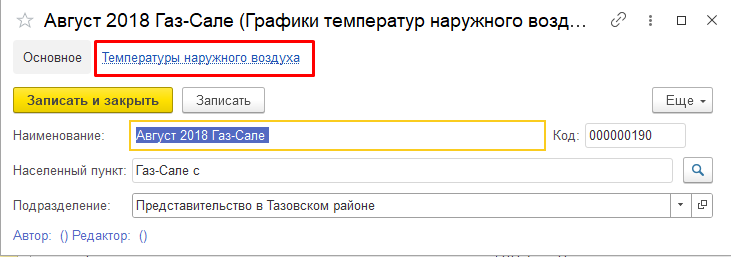 Август 2018 Газ-Сале (Графики температур наружного возд...
Основное Температуры наружного воздуха
Записать и закрыть Записать Еще
Наименование: Август 2018 Газ-Сале Код: 000000190
Населенный пункт: Газ-Сале с
Подразделение: Представительство в Тазовском районе
Автор: () Редактор: ()